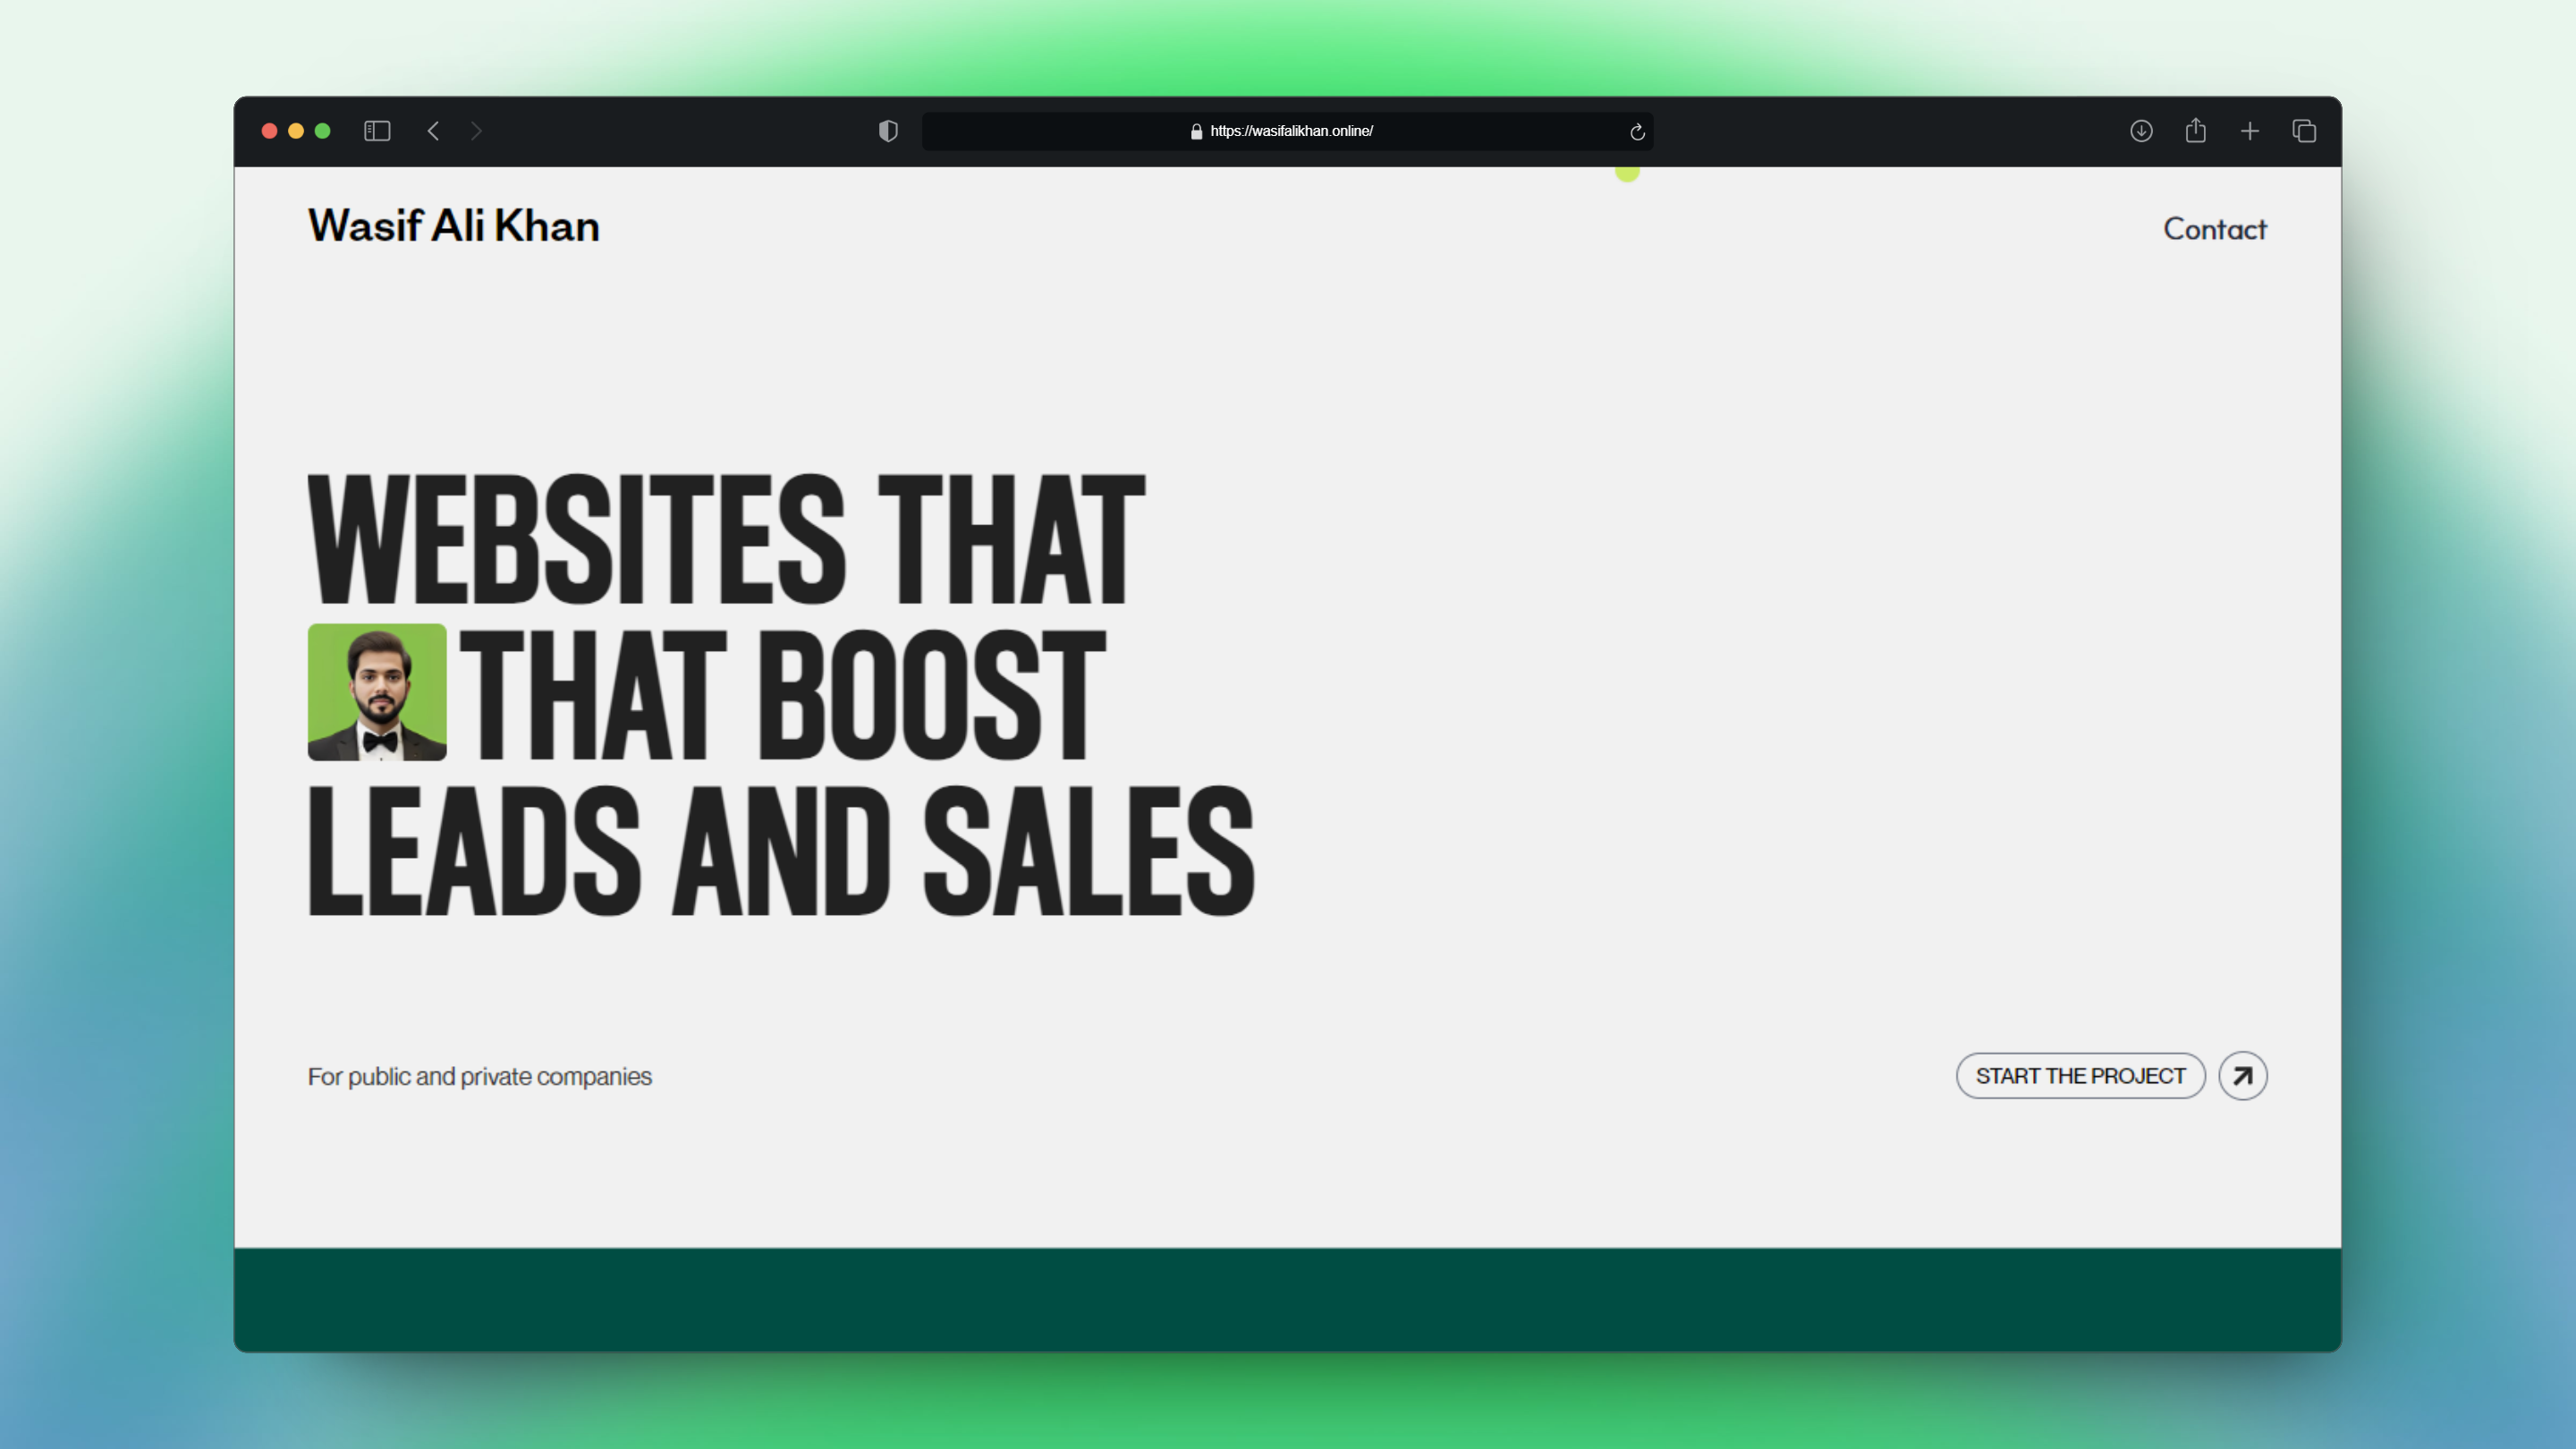 https://wasifalikhan.online/
Wasif Ali Khan
Contact
WEBSITES THAT
THAT BOOST
LEADS AND SALES
For public and private companies
START THE PROJECT